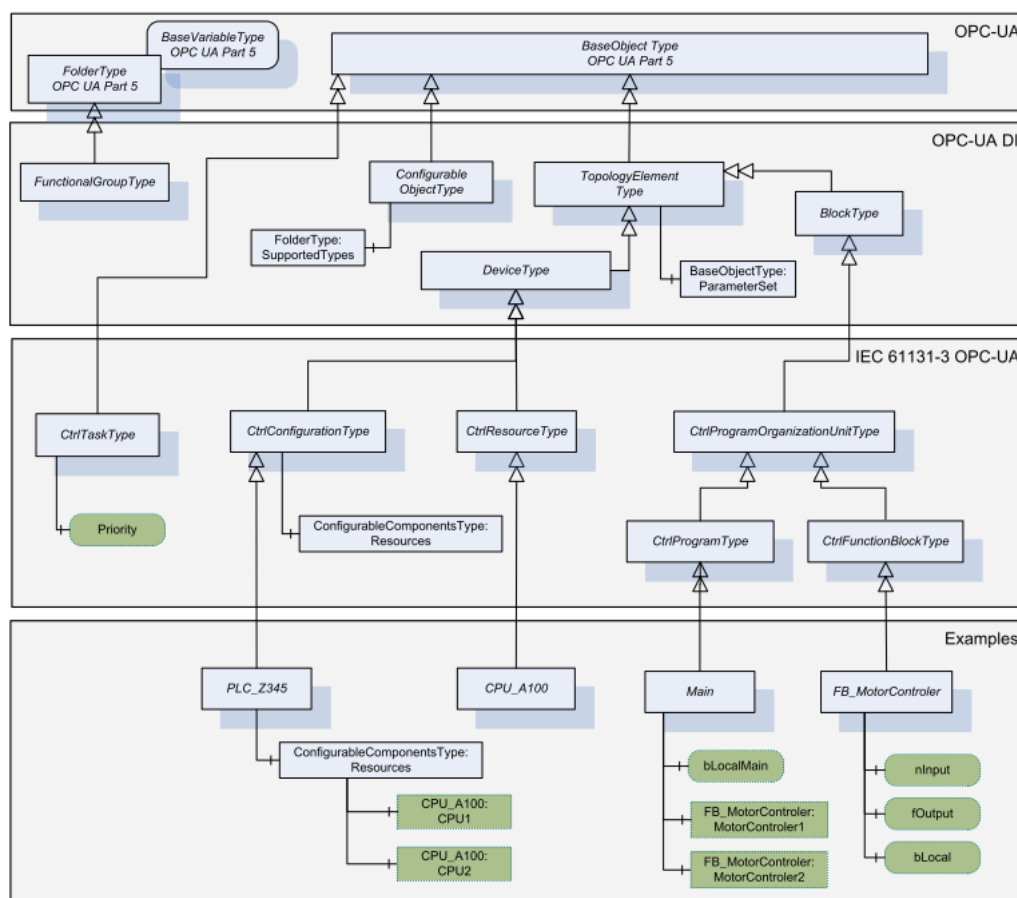 OPC-UA
BaseVariableType
OPC UA Part 5
FolderType
OPC UA Part 5
BaseObject Type
OPC UA Part 5
OPC-UA DI
FunctionalGroupType
Configurable
ObjectType
TopologyElement
Type
BlockType
FolderType:
SupportedTypes
DeviceType
BaseObjectType:
ParameterSet
IEC 61131-3 OPC-UA
CtrlTaskType
CtrlConfigurationType
CtrlResourceType
CtrlProgramOrganizationUnitType
Priority
ConfigurableComponentsType:
Resources
CtrlProgramType
CtrlFunctionBlockType
Examples
PLC_Z345
CPU_A100
Main
FB_MotorControler
ConfigurableComponentsType:
Resources
bLocalMain
nInput
CPU_A100:
CPU1
FB_MotorControler:
MotorControler1
fOutput
CPU_A100:
CPU2
FB_MotorControler:
MotorControler2
bLocal